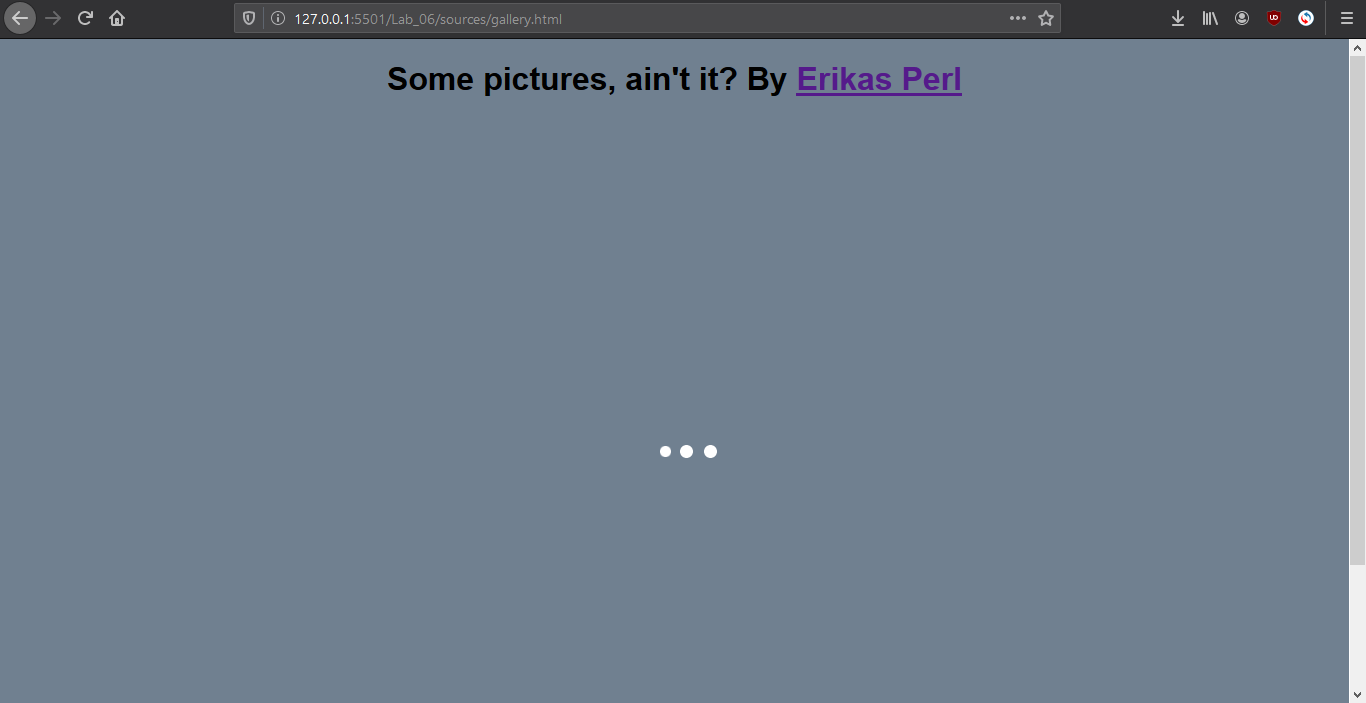 127.0.0.1:5501/Lab_06/sources/gallery.html
Some pictures, ain't it? By Erikas Perl